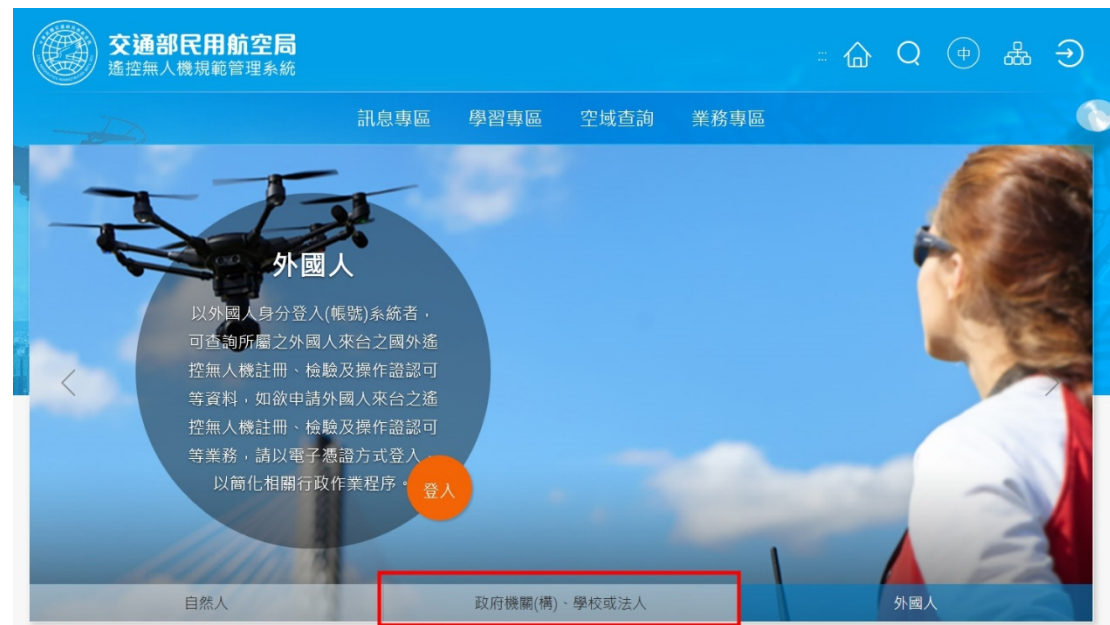 交通部民用航空局
遙控無人機規範管理系統
:::
中
訊息專區 學習專區 空域查詢 業務專區
外國人
以外國人身分登入(帳號)系統者，
可查詢所屬之外國人來台之國外遙
控無人機註冊、檢驗及操作證認可
等資料，如欲申請外國人來台之遙
控無人機註冊、檢驗及操作證認可
等業務，請以電子憑證方式登入，
以簡化相關行政作業程序。
登入
自然人 政府機關(構)、學校或法人 外國人